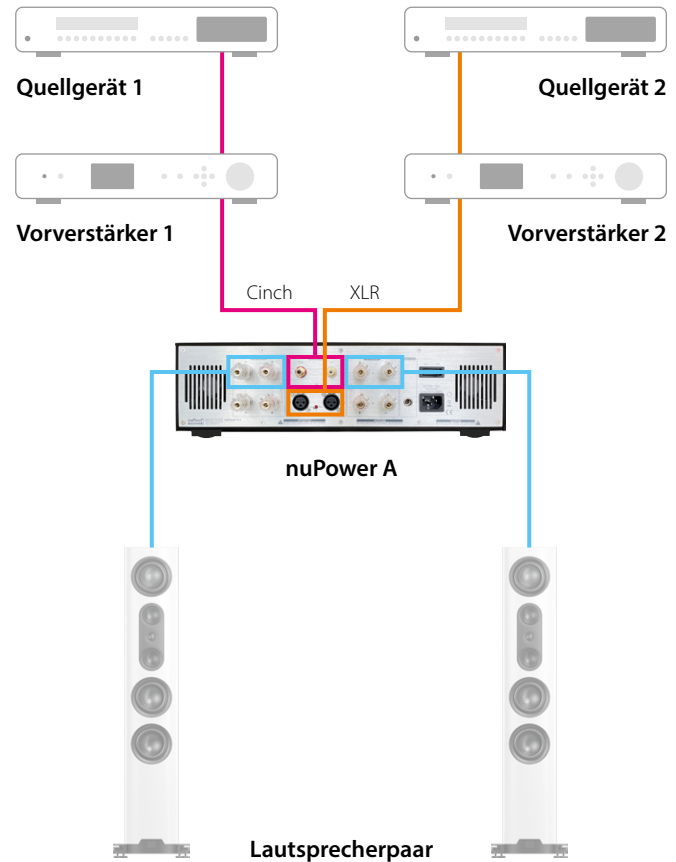 Quellgerät 1
Quellgerät 2
Vorverstärker 1
Vorverstärker 2
Cinch
XLR
nuPower A
Lautsprecherpaar